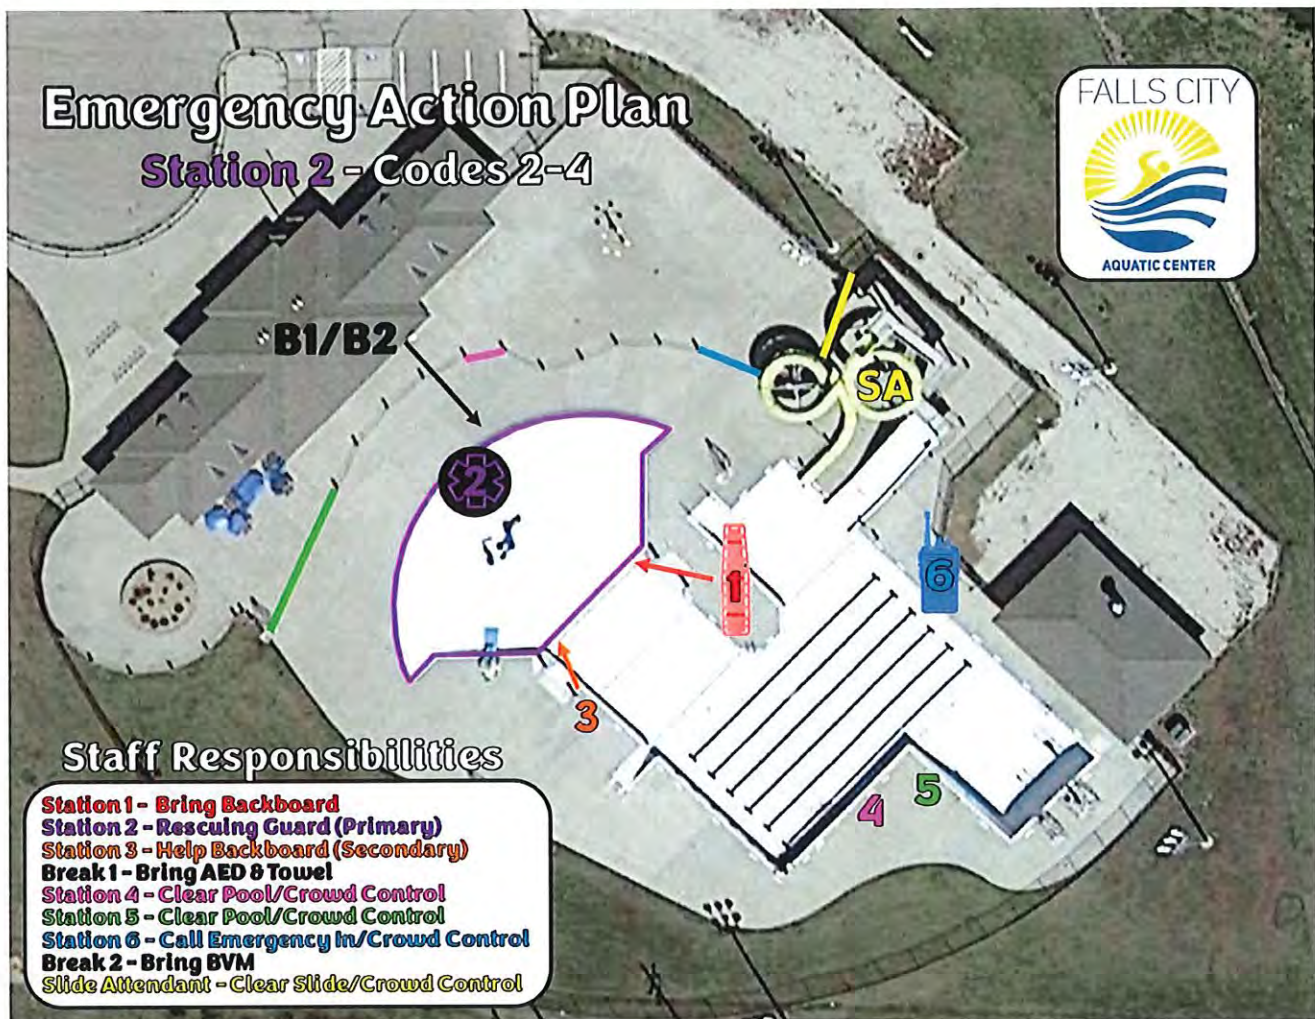 Emergency Action Plan
Station 2 - Codes 2-4
FALLS CITY
AQUATIC CENTER
B1/B2
SA
2
1
6
3
4
5
Staff Responsibilities
Station 1 - Bring Backboard
Station 2 - Rescuing Guard (Primary)
Station 3 - Help Backboard (Secondary)
Break 1 - Bring AED & Towel
Station 4 - Clear Pool/Crowd Control
Station 5 - Clear Pool/Crowd Control
Station 6 - Call Emergency In/Crowd Control
Break 2 - Bring BVM
Slide Attendant - Clear Slide/Crowd Control